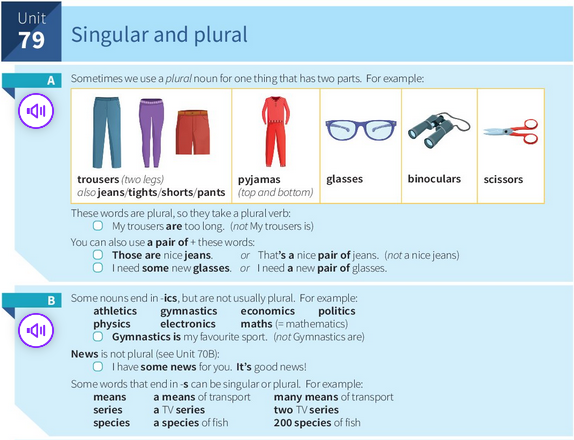 Unit
79
Singular and plural
A
Sometimes we use a plural noun for one thing that has two parts. For example:
trousers (two legs)
also jeans/tights/shorts/pants
pyjamas
(top and bottom)
glasses
binoculars
scissors
These words are plural, so they take a plural verb:
My trousers are too long. (not My trousers is)
You can also use a pair of + these words:
Those are nice jeans. or That's a nice pair of jeans. (not a nice jeans)
I need some new glasses. or I need a new pair of glasses.
B
Some nouns end in -ics, but are not usually plural. For example:
athletics gymnastics economics politics
physics electronics maths (= mathematics)
Gymnastics is my favourite sport. (not Gymnastics are)
News is not plural (see Unit 70B):
I have some news for you. It's good news!
Some words that end in -s can be singular or plural. For example:
means a means of transport many means of transport
series a TV series two TV series
species a species of fish 200 species of fish